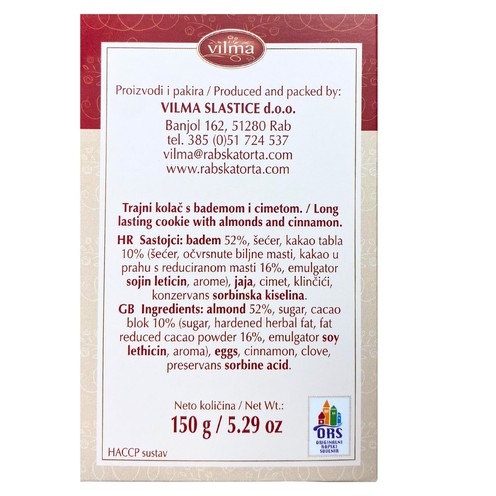 vilma
Proizvodi i pakira / Produced and packed by:
VILMA SLASTICE d.o.o.
Banjol 162, 51280 Rab
tel. 385 (0)51 724 537
vilma@rabskatorta.com
www.rabskatorta.com
Trajni kolač s bademom i cimetom. / Long
lasting cookie with almonds and cinnamon.
HR Sastojci: badem 52%, šećer, kakao tabla
10% (šećer, očvrsnute biljne masti, kakao u
prahu s reduciranom masti 16%, emulgator
sojin leticin, arome), jaja, cimet, klinčići,
konzervans sorbinska kiselina.
GB Ingredients: almond 52%, sugar, cacao
blok 10% (sugar, hardened herbal fat, fat
reduced cacao powder 16%, emulgator soy
lethicin, aroma), eggs, cinnamon, clove,
preservans sorbine acid.
Neto količina / Net Wt.:
150 g / 5.29 oz
ORS
ORIGINALNI
RAPSKI
SUVENIR
HACCP sustav